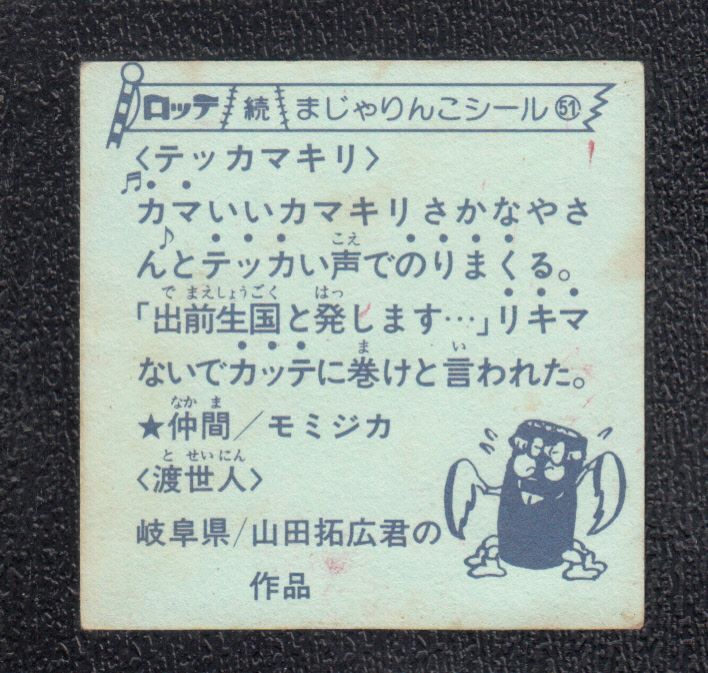 ロッテ 続 まじゃりんこシール 51
〈テッカマキリ〉
カマいいカマキリさかなやさ
んとテッカい声でのりまくる。
「出前生国と発します…」リキマ
ないでカッテに巻けと言われた。
★仲間/モミジカ
〈渡世人〉
岐阜県/山田拓広君の
作品